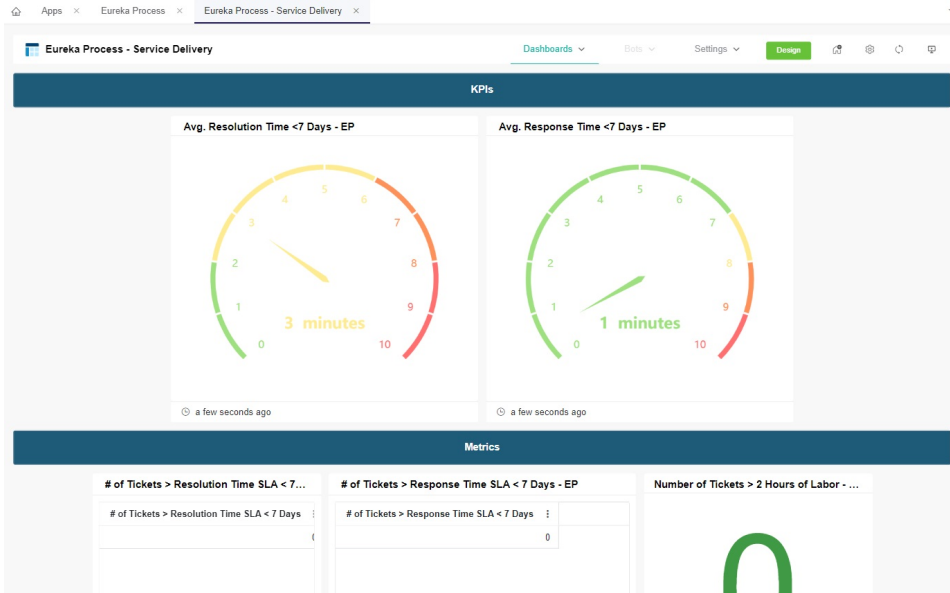 Apps × Eureka Process × Eureka Process - Service Delivery ×
Eureka Process - Service Delivery Dashboards Bots Settings Design
KPIs
Avg. Resolution Time <7 Days - EP
0 1 2 3 4 5 6 7 8 9 10
3 minutes
a few seconds ago
Avg. Response Time <7 Days - EP
0 1 2 3 4 5 6 7 8 9 10
1 minutes
a few seconds ago
Metrics
# of Tickets > Resolution Time SLA < 7...
# of Tickets > Resolution Time SLA < 7 Days
0
# of Tickets > Response Time SLA < 7 Days - EP
# of Tickets > Response Time SLA < 7 Days
0
Number of Tickets > 2 Hours of Labor - ...
0